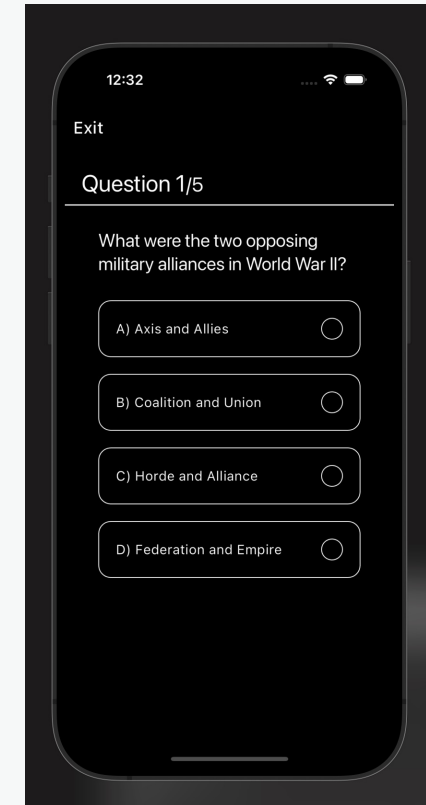 12:32
Exit
Question 1/5
What were the two opposing
military alliances in World War II?
A) Axis and Allies
B) Coalition and Union
C) Horde and Alliance
D) Federation and Empire